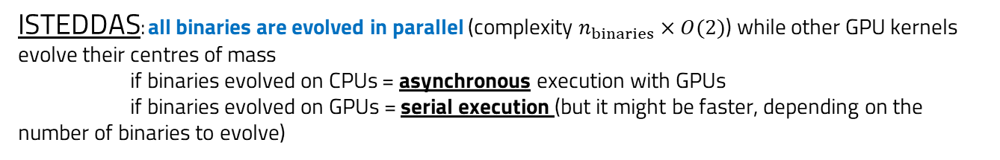 ISTEDDAS: all binaries are evolved in parallel (complexity n_binaries × O(2)) while other GPU kernels
evolve their centres of mass
if binaries evolved on CPUs = asynchronous execution with GPUs
if binaries evolved on GPUs = serial execution (but it might be faster, depending on the
number of binaries to evolve)